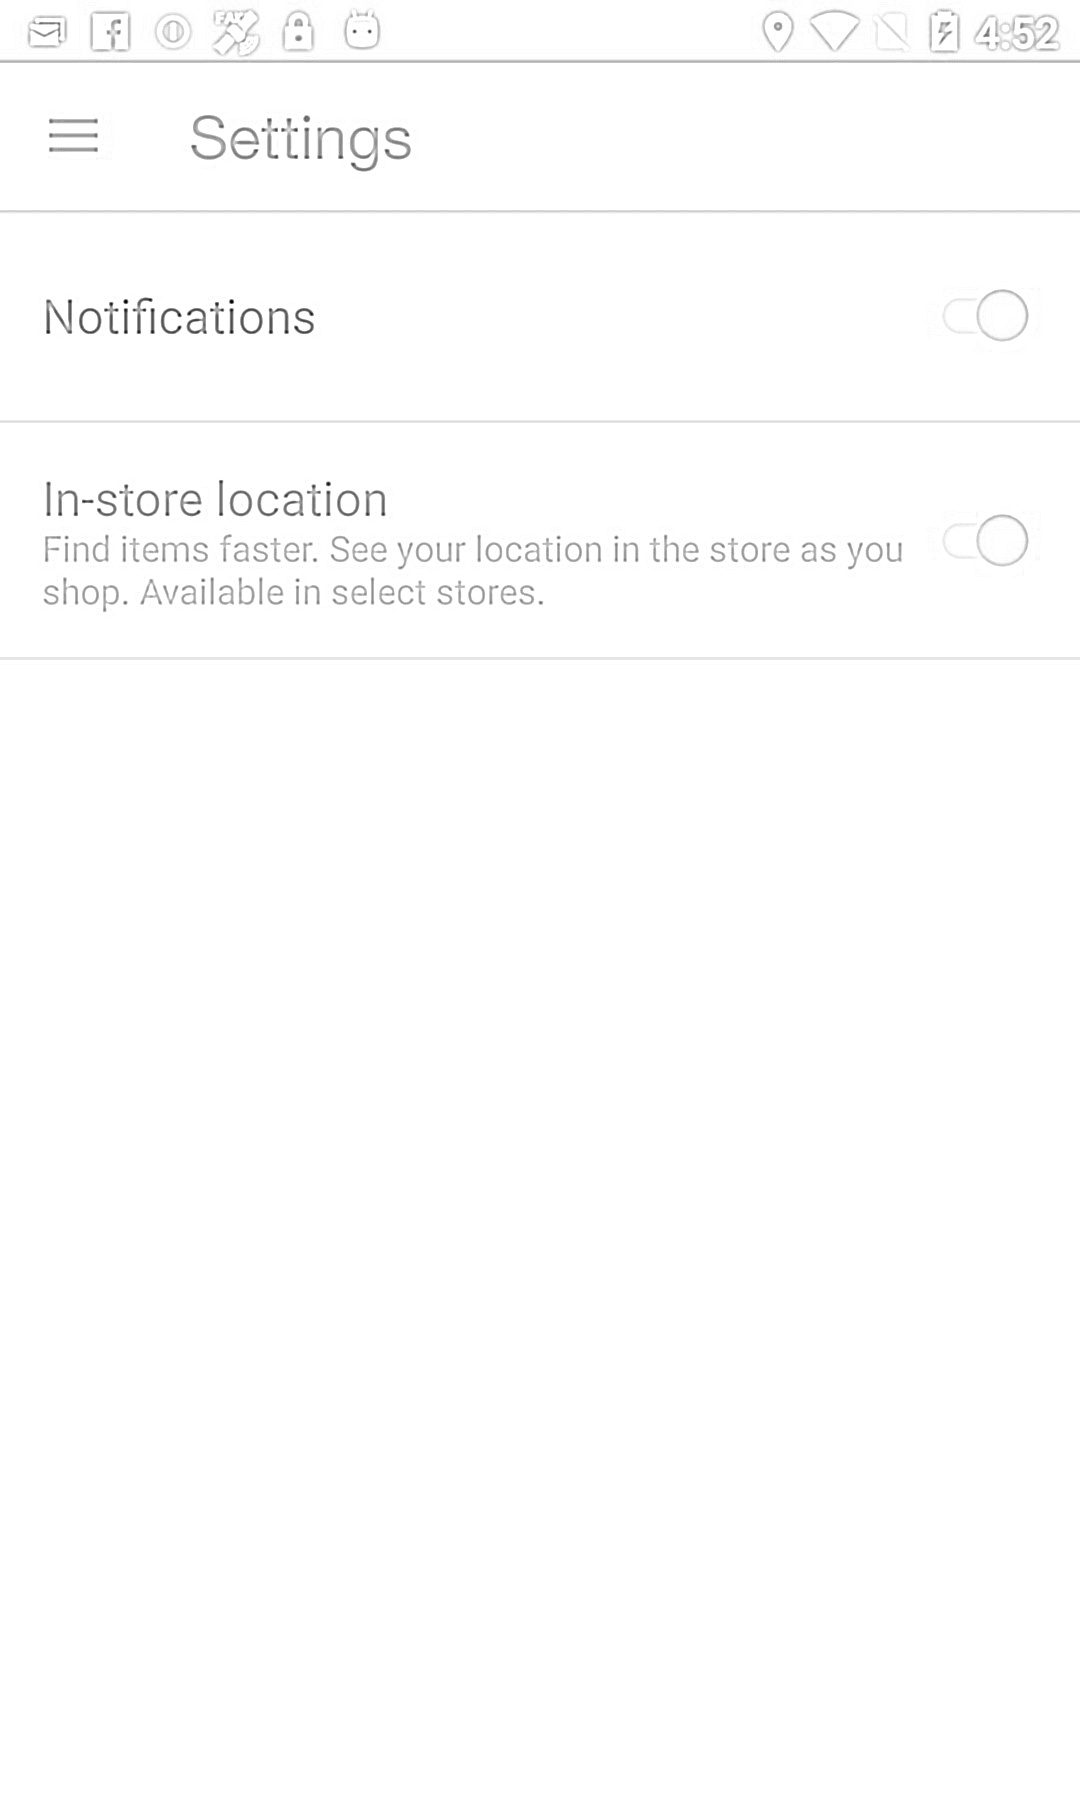 4:52
Settings
Notifications
In-store location
Find items faster. See your location in the store as you
shop. Available in select stores.